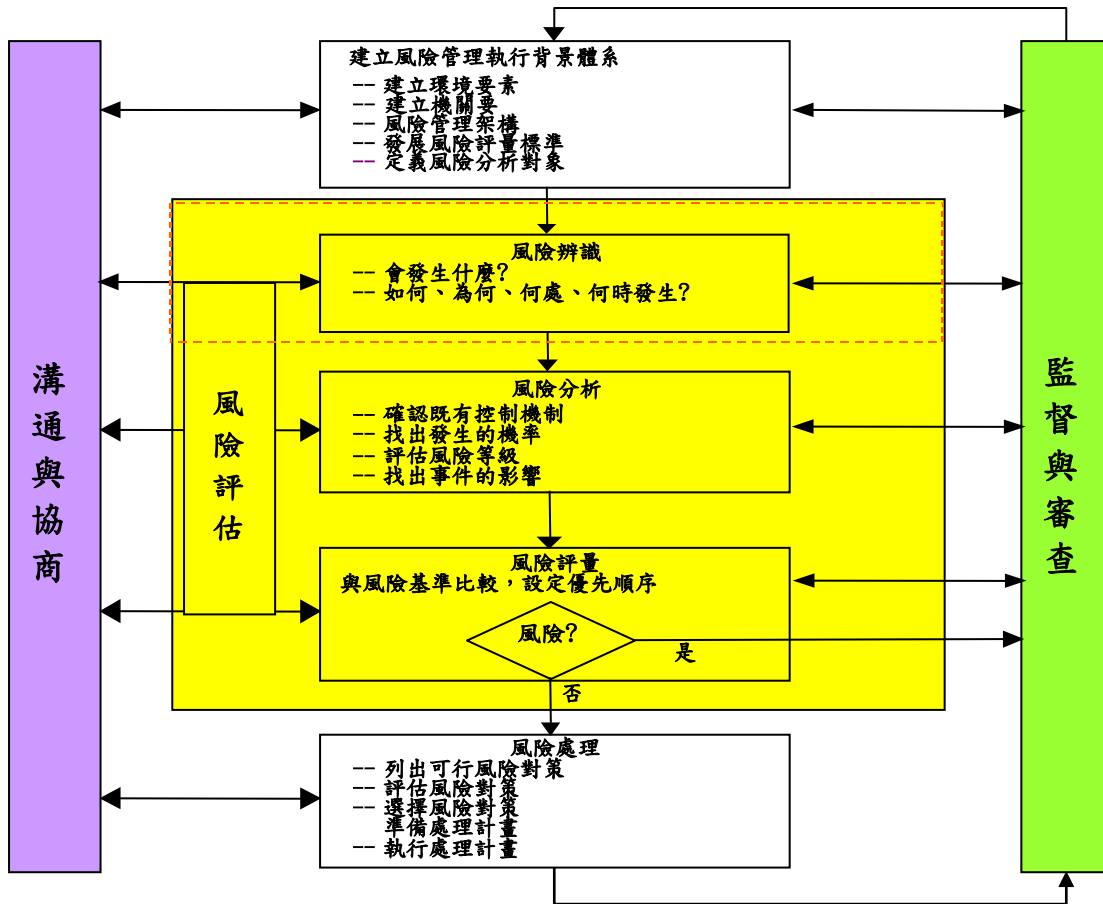 建立風險管理執行背景體系
-- 建立環境要素
-- 建立機關要
-- 風險管理架構
-- 發展風險評量標準
-- 定義風險分析對象
風險辨識
-- 會發生什麼?
-- 如何、為何、何處、何時發生?
風險分析
-- 確認既有控制機制
-- 找出發生的機率
-- 評估風險等級
-- 找出事件的影響
風險評量
與風險基準比較，設定優先順序
風險?
是
否
風險處理
-- 列出可行風險對策
-- 評估風險對策
-- 選擇風險對策
準備處理計畫
-- 執行處理計畫
溝通與協商
風險評估
監督與審查